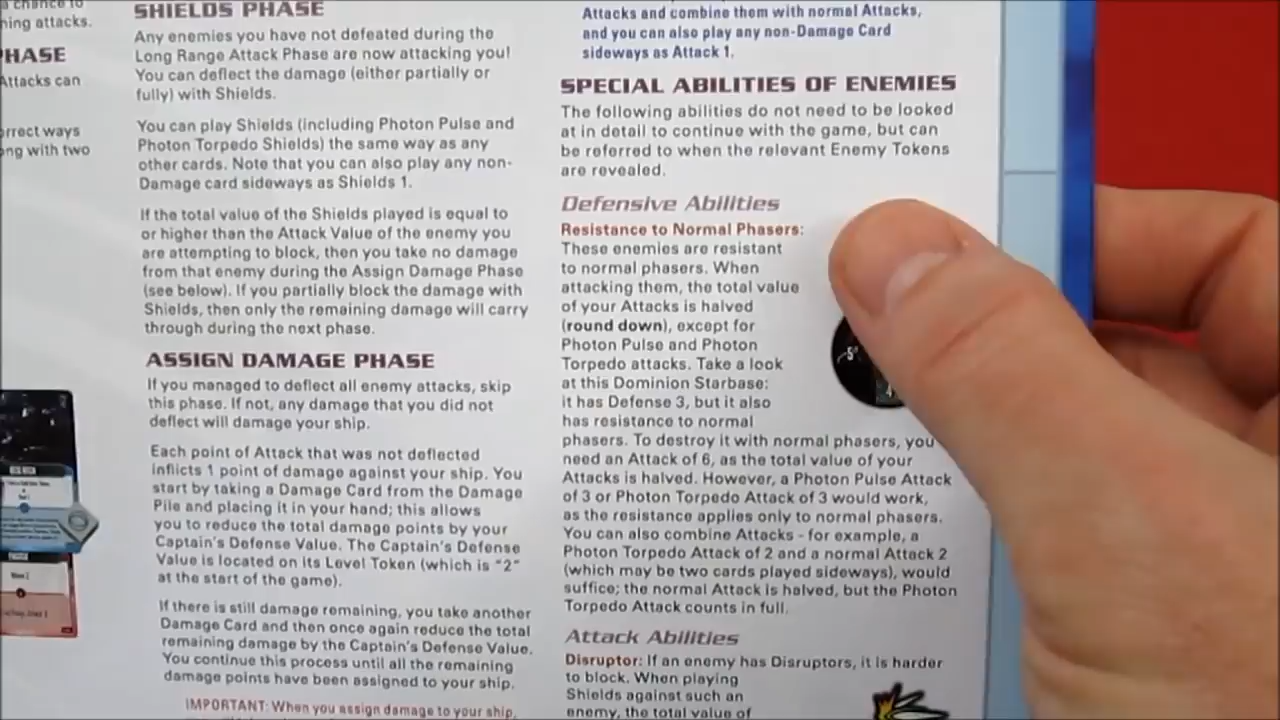 a chance to
ning attacks.
PHASE
Attacks can
orrect ways
ong with two
SHIELDS PHASE
Any enemies you have not defeated during the
Long Range Attack Phase are now attacking you!
You can deflect the damage (either partially or
fully) with Shields.
You can play Shields (including Photon Pulse and
Photon Torpedo Shields) the same way as any
other cards. Note that you can also play any non-
Damage card sideways as Shields 1.
If the total value of the Shields played is equal to
or higher than the Attack Value of the enemy you
are attempting to block, then you take no damage
from that enemy during the Assign Damage Phase
(see below). If you partially block the damage with
Shields, then only the remaining damage will carry
through during the next phase.
ASSIGN DAMAGE PHASE
If you managed to deflect all enemy attacks, skip
this phase. If not, any damage that you did not
deflect will damage your ship.
Each point of Attack that was not deflected
inflicts 1 point of damage against your ship. You
start by taking a Damage Card from the Damage
Pile and placing it in your hand; this allows
you to reduce the total damage points by your
Captain's Defense Value. The Captain's Defense
Value is located on its Level Token (which is "2"
at the start of the game).
If there is still damage remaining, you take another
Damage Card and then once again reduce the total
remaining damage by the Captain's Defense Value.
You continue this process until all the remaining
damage points have been assigned to your ship.
IMPORTANT: When you assign damage to your ship,
Attacks and combine them with normal Attacks,
and you can also play any non-Damage Card
sideways as Attack 1.
SPECIAL ABILITIES OF ENEMIES
The following abilities do not need to be looked
at in detail to continue with the game, but can
be referred to when the relevant Enemy Tokens
are revealed.
Defensive Abilities
Resistance to Normal Phasers:
These enemies are resistant
to normal phasers. When
attacking them, the total value
of your Attacks is halved
(round down), except for
Photon Pulse and Photon
Torpedo attacks. Take a look
at this Dominion Starbase:
it has Defense 3, but it also
has resistance to normal
phasers. To destroy it with normal phasers, you
need an Attack of 6, as the total value of your
Attacks is halved. However, a Photon Pulse Attack
of 3 or Photon Torpedo Attack of 3 would work,
as the resistance applies only to normal phasers.
You can also combine Attacks - for example, a
Photon Torpedo Attack of 2 and a normal Attack 2
(which may be two cards played sideways), would
suffice; the normal Attack is halved, but the Photon
Torpedo Attack counts in full.
Attack Abilities
Disruptor: If an enemy has Disruptors, it is harder
to block. When playing
Shields against such an
enemy, the total value of